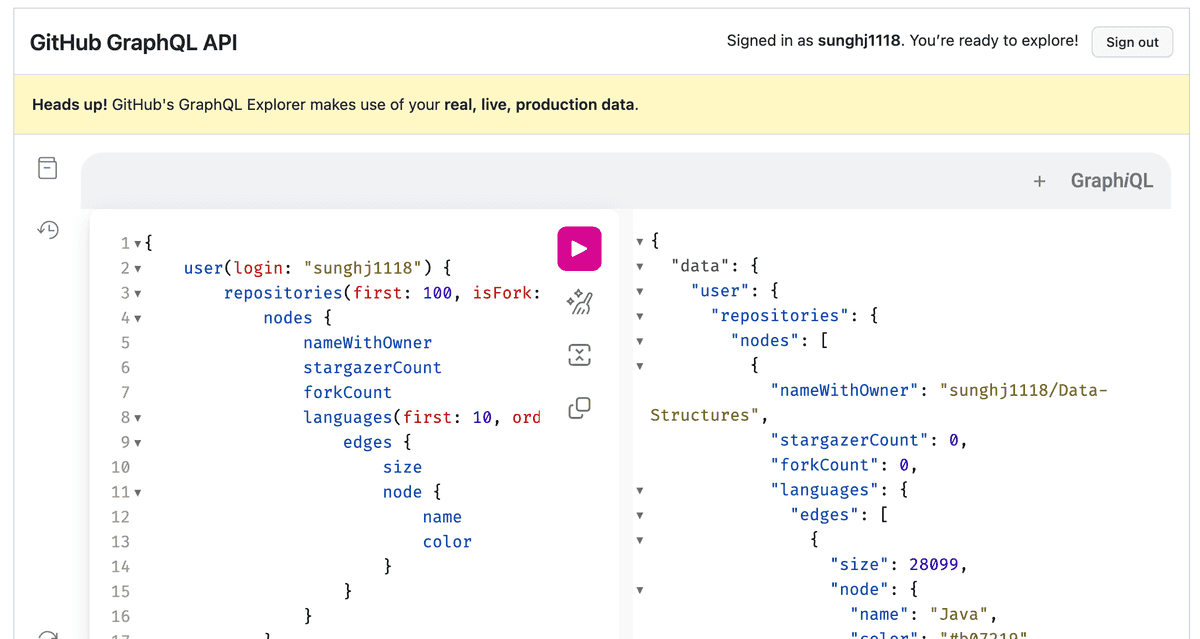 GitHub GraphQL API
Signed in as sunghj1118. You're ready to explore!
Sign out
Heads up! GitHub's GraphQL Explorer makes use of your real, live, production data.
+
GraphiQL
1 {
2 user(login: "sunghj1118") {
3 repositories(first: 100, isFork:
4 nodes {
5 nameWithOwner
6 stargazerCount
7 forkCount
8 languages(first: 10, ord
9 edges {
10 size
11 node {
12 name
13 color
14 }
15 }
16 }
17 }
{
"data": {
"user": {
"repositories": {
"nodes": [
{
"nameWithOwner": "sunghj1118/Data-
Structures",
"stargazerCount": 0,
"forkCount": 0,
"languages": {
"edges": [
{
"size": 28099,
"node": {
"name": "Java",
"color": "#b07219"